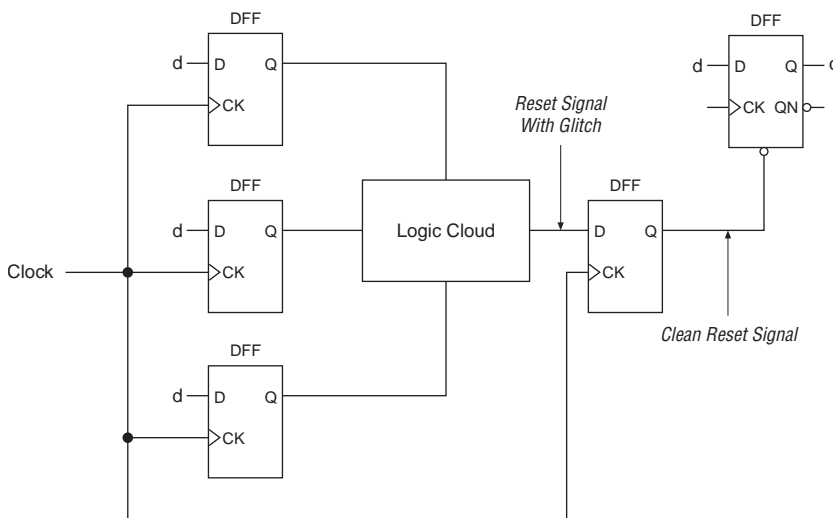 DFF
d
D
Q
CK
DFF
d
D
Q
CK
QN
Reset Signal
With Glitch
DFF
d
D
Q
CK
Logic Cloud
DFF
D
Q
CK
Clock
Clean Reset Signal
DFF
d
D
Q
CK